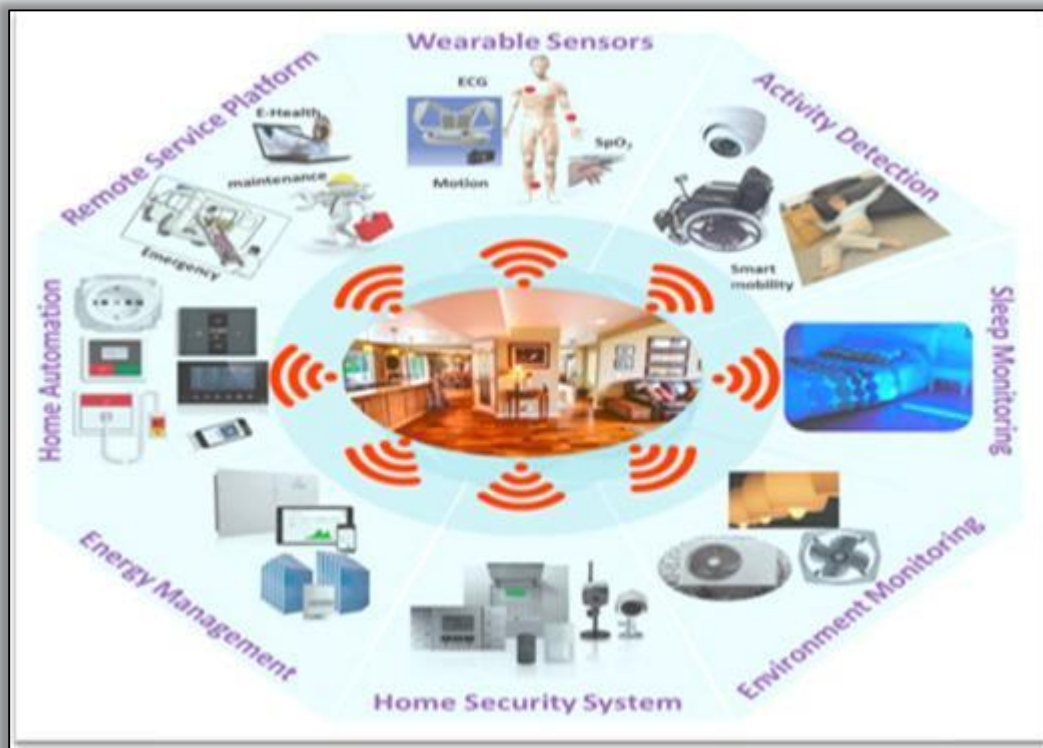 Wearable Sensors
ECG
SpO₂
Motion
Activity Detection
Smart
mobility
Sleep Monitoring
Environment Monitoring
Home Security System
Energy Management
Home Automation
Remote Service Platform
E-Health
maintenance
Emergency